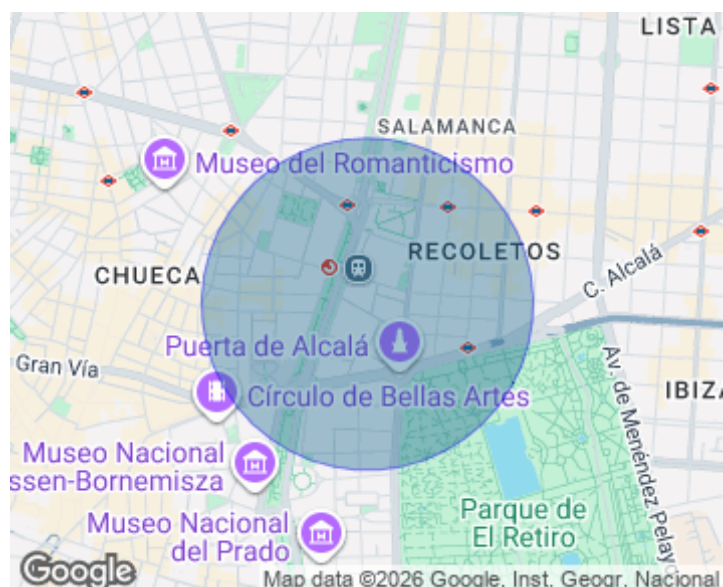 LISTA
SALAMANCA
Museo del Romanticismo
RECOLETOS
CHUECA
C. Alcalá
Puerta de Alcalá
Gran Vía
Círculo de Bellas Artes
IBIZA
Av. de Menéndez Pelayo
Museo Nacional
ssen-Bornemisza
Parque de
El Retiro
Museo Nacional
del Prado
Google
Map data ©2026 Google, Inst. Geogr. Nacional